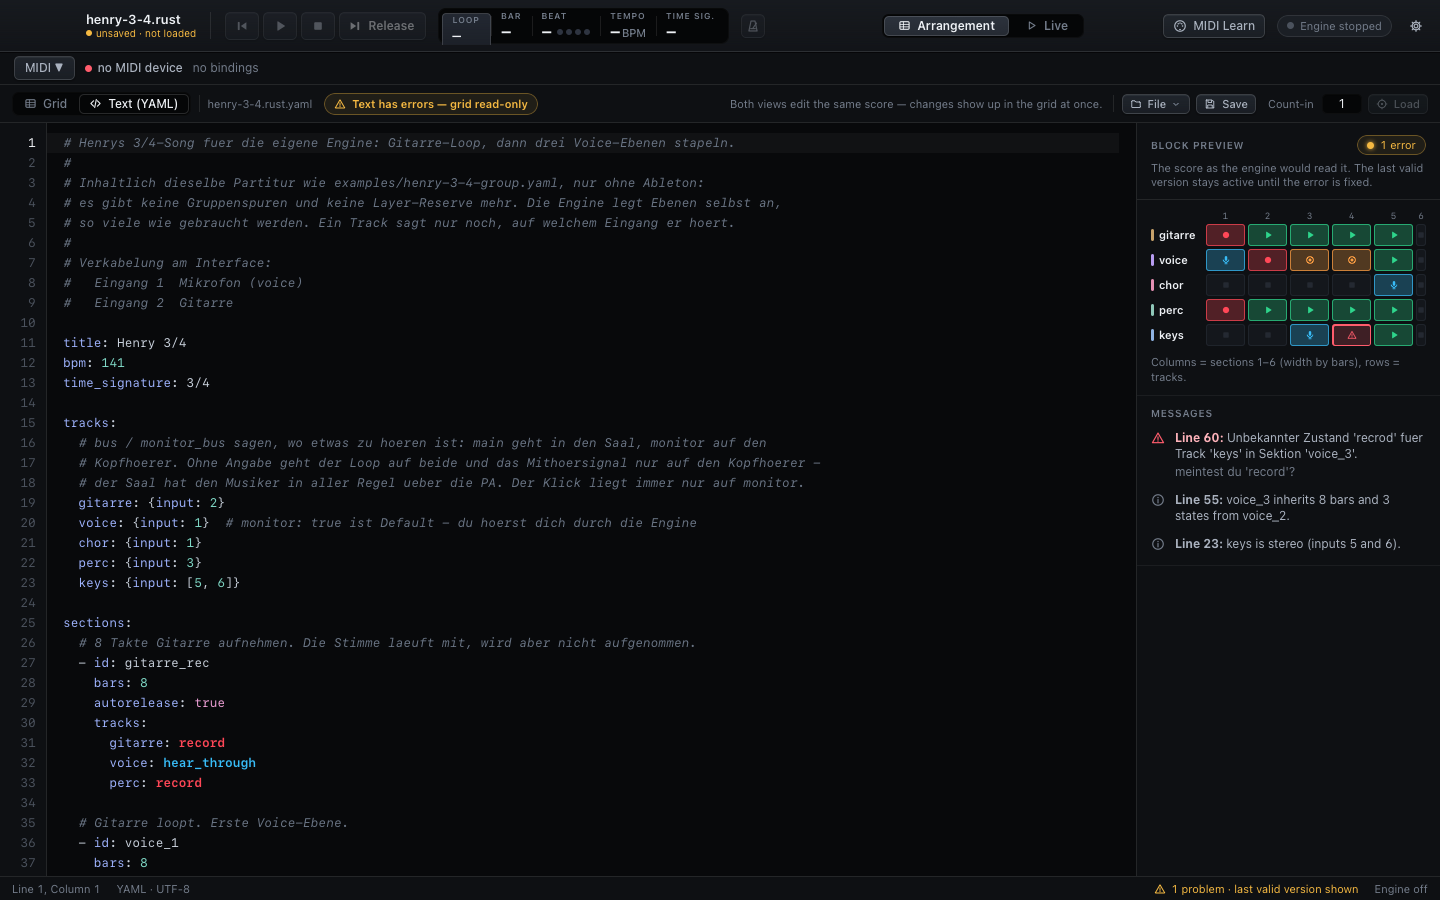 henry-3-4.rust
unsaved · not loaded
Release
LOOP
–
BAR
–
BEAT
–
TEMPO
– BPM
TIME SIG.
–
Arrangement
Live
MIDI Learn
Engine stopped
MIDI ▼
no MIDI device
no bindings
Grid
Text (YAML)
henry-3-4.rust.yaml
Text has errors — grid read-only
Both views edit the same score — changes show up in the grid at once.
File
Save
Count-in
1
Load
1 # Henrys 3/4-Song fuer die eigene Engine: Gitarre-Loop, dann drei Voice-Ebenen stapeln.
2 #
3 # Inhaltlich dieselbe Partitur wie examples/henry-3-4-group.yaml, nur ohne Ableton:
4 # es gibt keine Gruppenspuren und keine Layer-Reserve mehr. Die Engine legt Ebenen selbst an,
5 # so viele wie gebraucht werden. Ein Track sagt nur noch, auf welchem Eingang er hoert.
6 #
7 # Verkabelung am Interface:
8 #   Eingang 1  Mikrofon (voice)
9 #   Eingang 2  Gitarre
10
11 title: Henry 3/4
12 bpm: 141
13 time_signature: 3/4
14
15 tracks:
16   # bus / monitor_bus sagen, wo etwas zu hoeren ist: main geht in den Saal, monitor auf den
17   # Kopfhoerer. Ohne Angabe geht der Loop auf beide und das Mithoersignal nur auf den Kopfhoerer –
18   # der Saal hat den Musiker in aller Regel ueber die PA. Der Klick liegt immer nur auf monitor.
19   gitarre: {input: 2}
20   voice: {input: 1}  # monitor: true ist Default – du hoerst dich durch die Engine
21   chor: {input: 1}
22   perc: {input: 3}
23   keys: {input: [5, 6]}
24
25 sections:
26   # 8 Takte Gitarre aufnehmen. Die Stimme laeuft mit, wird aber nicht aufgenommen.
27   – id: gitarre_rec
28     bars: 8
29     autorelease: true
30     tracks:
31       gitarre: record
32       voice: hear_through
33       perc: record
34
35   # Gitarre loopt. Erste Voice-Ebene.
36   – id: voice_1
37     bars: 8
BLOCK PREVIEW
1 error
The score as the engine would read it. The last valid
version stays active until the error is fixed.
1 2 3 4 5 6
gitarre
voice
chor
perc
keys
Columns = sections 1–6 (width by bars), rows =
tracks.
MESSAGES
Line 60: Unbekannter Zustand 'recrod' fuer
Track 'keys' in Sektion 'voice_3'.
meintest du 'record'?
Line 55: voice_3 inherits 8 bars and 3
states from voice_2.
Line 23: keys is stereo (inputs 5 and 6).
Line 1, Column 1
YAML · UTF-8
1 problem · last valid version shown
Engine off